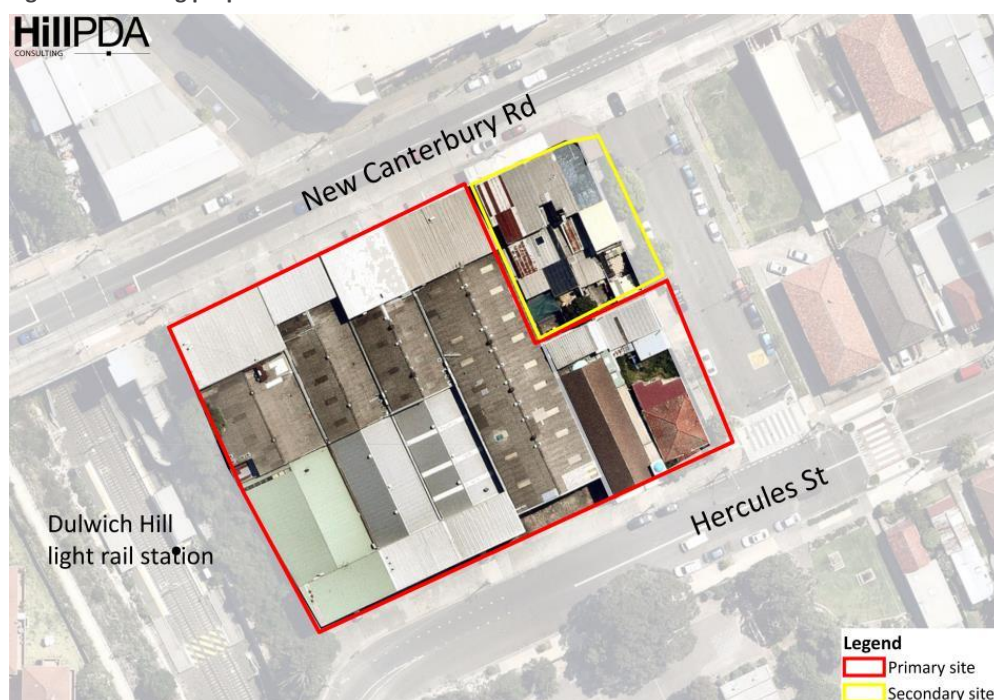 HillPDA
CONSULTING
New Canterbury Rd
Hercules St
Dulwich Hill
light rail station
Legend
Primary site
Secondary site